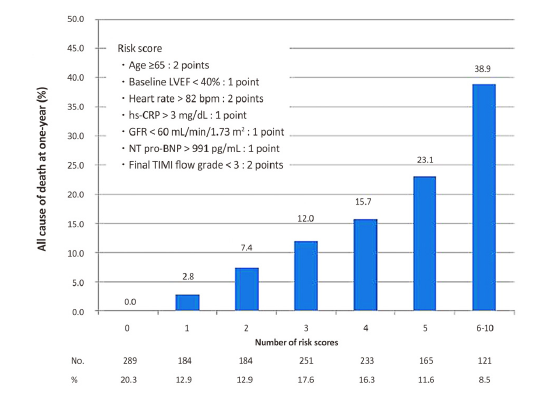 50.0
45.0
40.0
35.0
30.0
25.0
20.0
15.0
10.0
5.0
0.0
All cause of death at one-year (%)
Risk score
・Age ≥65 : 2 points
・Baseline LVEF < 40% : 1 point
・Heart rate > 82 bpm : 2 points
・hs-CRP > 3 mg/dL : 1 point
・GFR < 60 mL/min/1.73 m² : 1 point
・NT pro-BNP > 991 pg/mL : 1 point
・Final TIMI flow grade < 3 : 2 points
0.0 2.8 7.4 12.0 15.7 23.1 38.9
0 1 2 3 4 5 6-10
Number of risk scores
No. 289 184 184 251 233 165 121
% 20.3 12.9 12.9 17.6 16.3 11.6 8.5